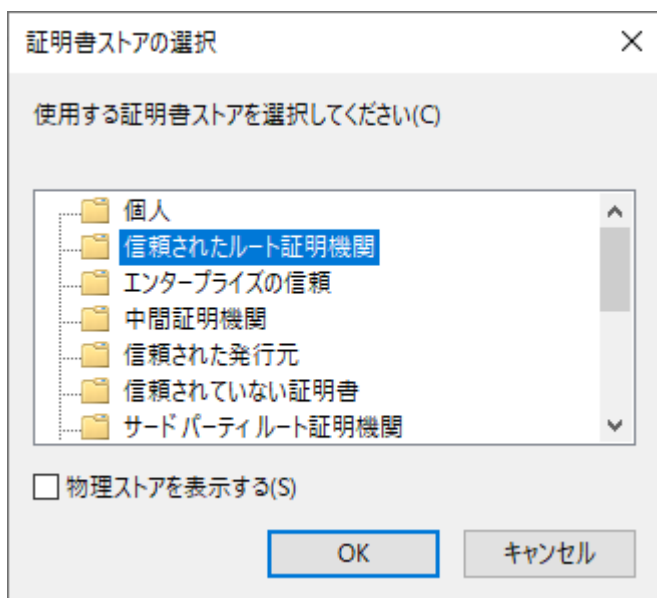 証明書ストアの選択
使用する証明書ストアを選択してください(C)
個人
信頼されたルート証明機関
エンタープライズの信頼
中間証明機関
信頼された発行元
信頼されていない証明書
サード パーティ ルート証明機関
物理ストアを表示する(S)
OK
キャンセル